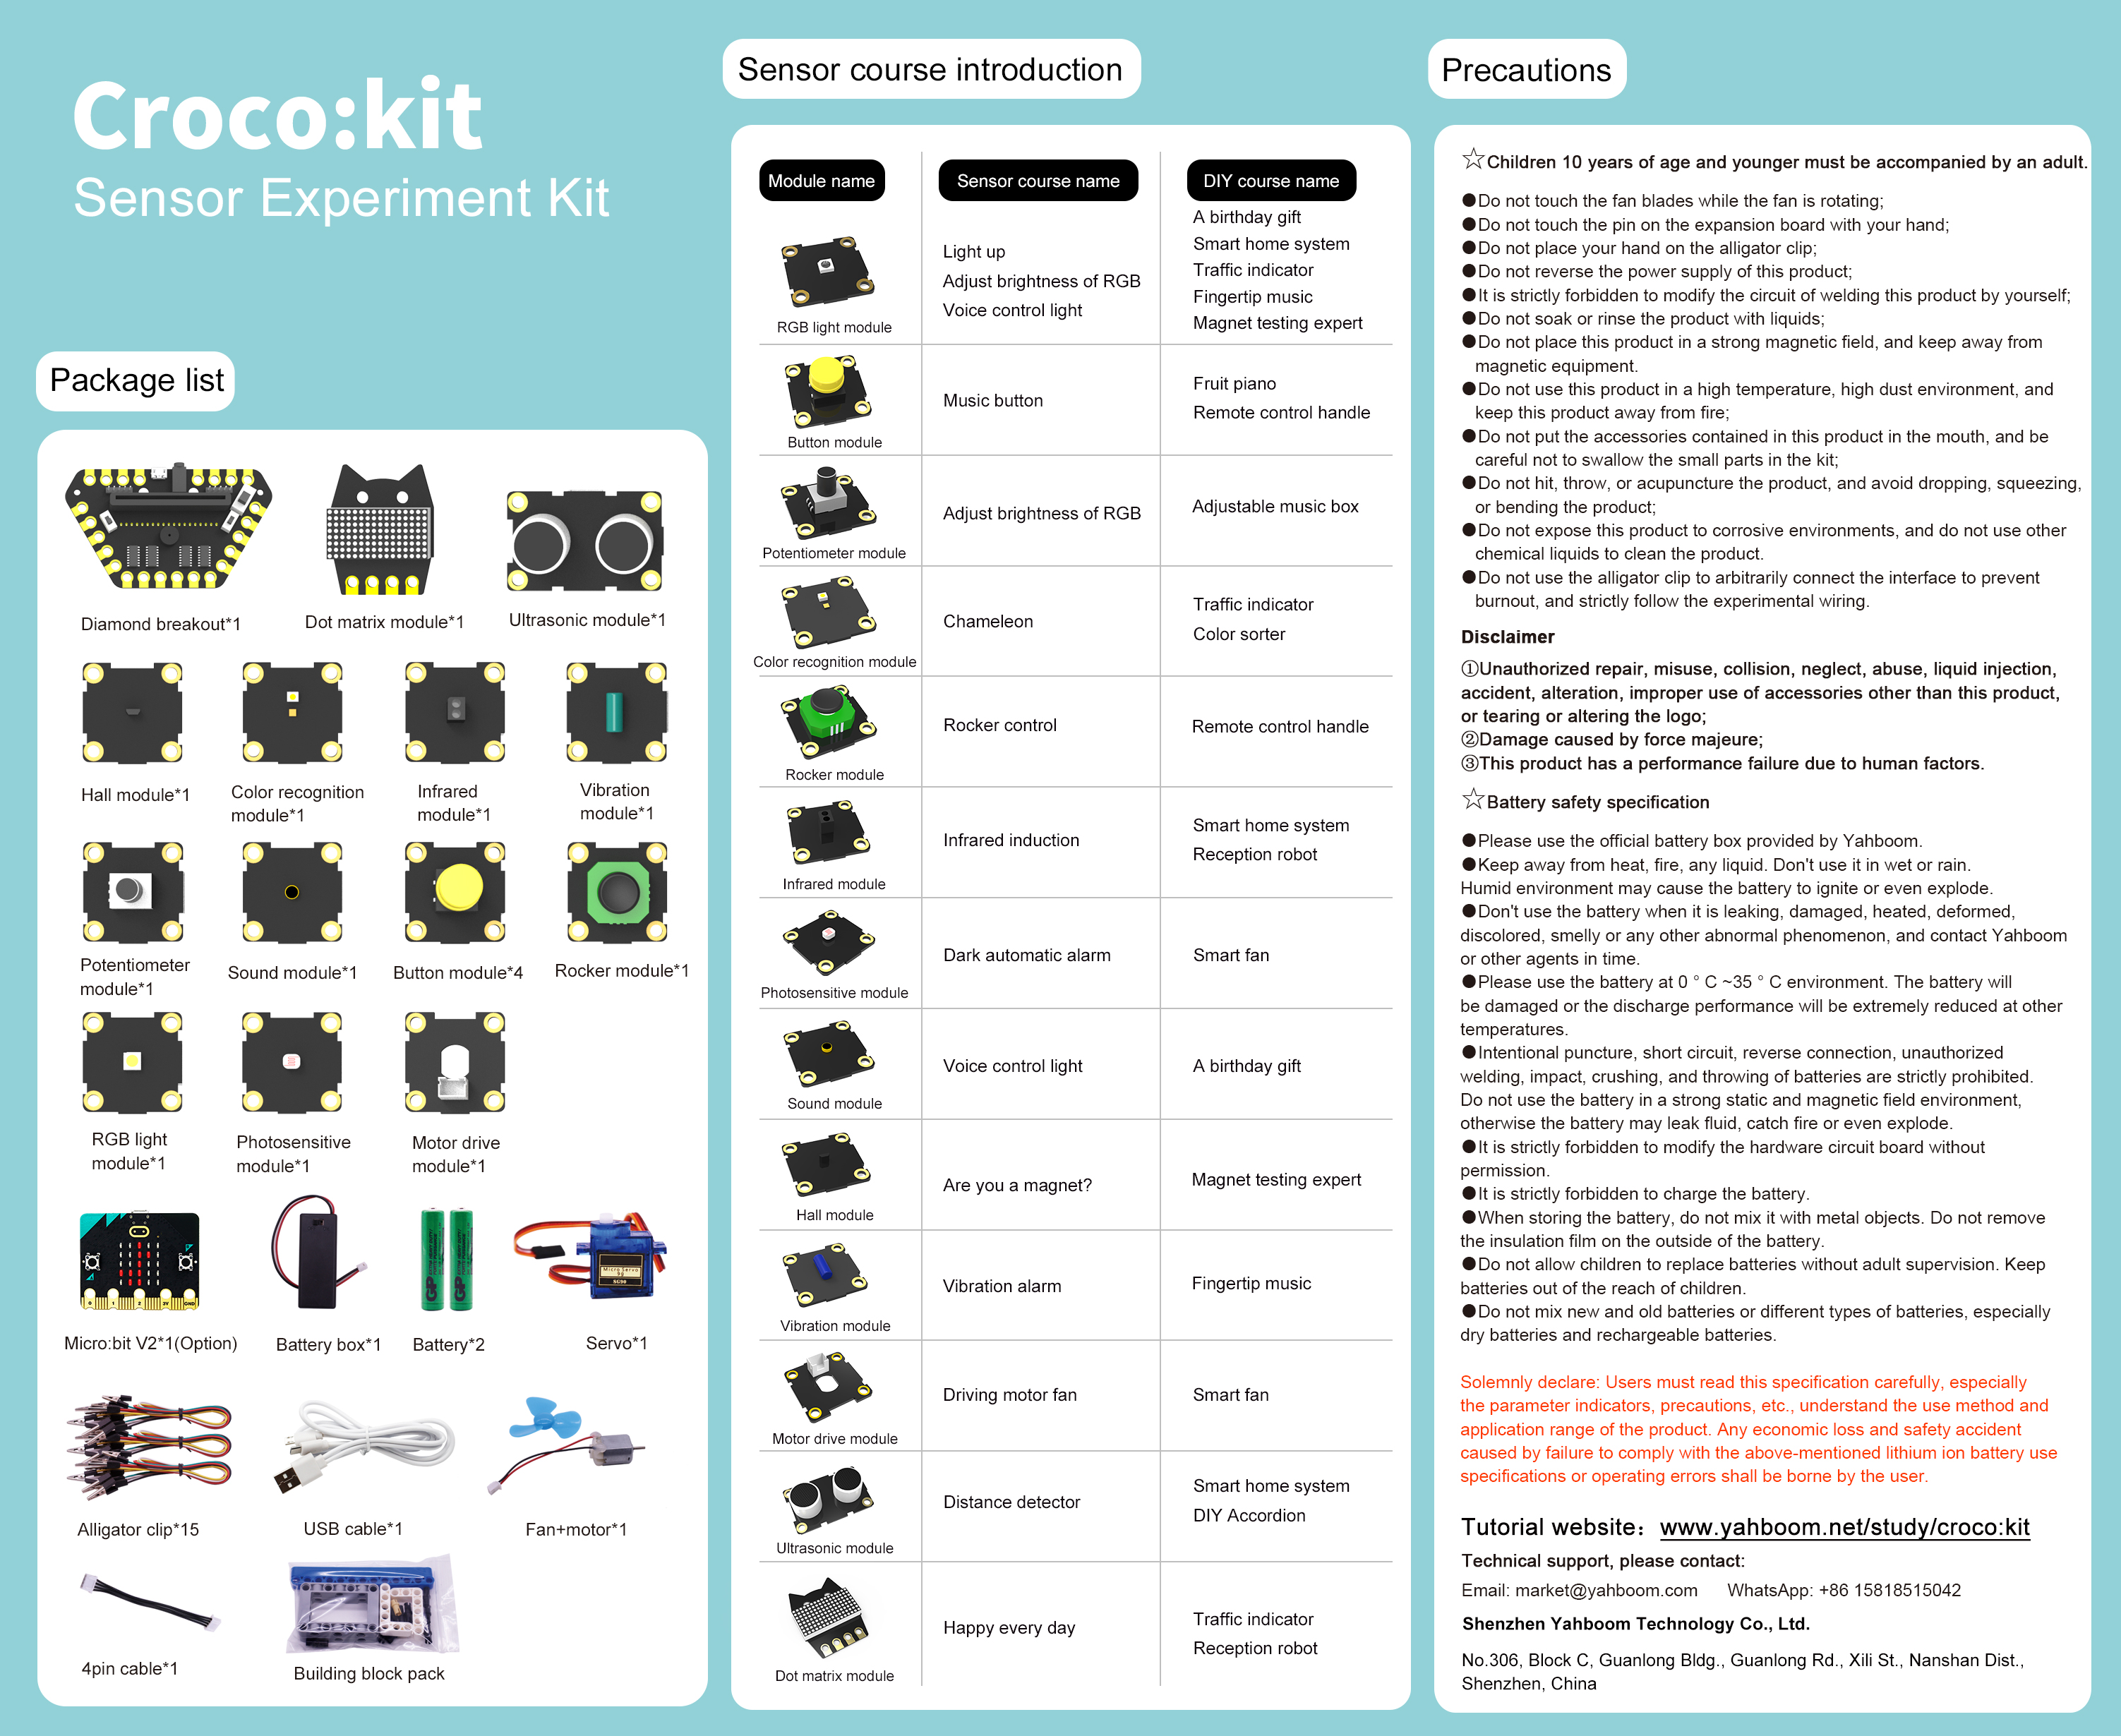 Croco:kit
Sensor Experiment Kit
Package list
Diamond breakout*1
Dot matrix module*1
Ultrasonic module*1
Hall module*1
Color recognition
module*1
Infrared
module*1
Vibration
module*1
Potentiometer
module*1
Sound module*1
Button module*4
Rocker module*1
RGB light
module*1
Photosensitive
module*1
Motor drive
module*1
0 1 2 3V GND
GP
GP
Micro Servo
9g
SG90
Micro:bit V2*1(Option)
Battery box*1
Battery*2
Servo*1
Alligator clip*15
USB cable*1
Fan+motor*1
4pin cable*1
Building block pack
Sensor course introduction
Module name
Sensor course name
DIY course name
RGB light module
Light up
Adjust brightness of RGB
Voice control light
A birthday gift
Smart home system
Traffic indicator
Fingertip music
Magnet testing expert
Button module
Music button
Fruit piano
Remote control handle
Potentiometer module
Adjust brightness of RGB
Adjustable music box
Color recognition module
Chameleon
Traffic indicator
Color sorter
Rocker module
Rocker control
Remote control handle
Infrared module
Infrared induction
Smart home system
Reception robot
Photosensitive module
Dark automatic alarm
Smart fan
Sound module
Voice control light
A birthday gift
Hall module
Are you a magnet?
Magnet testing expert
Vibration module
Vibration alarm
Fingertip music
Motor drive module
Driving motor fan
Smart fan
Ultrasonic module
Distance detector
Smart home system
DIY Accordion
Dot matrix module
Happy every day
Traffic indicator
Reception robot
Precautions
☆Children 10 years of age and younger must be accompanied by an adult.
●Do not touch the fan blades while the fan is rotating;
●Do not touch the pin on the expansion board with your hand;
●Do not place your hand on the alligator clip;
●Do not reverse the power supply of this product;
●It is strictly forbidden to modify the circuit of welding this product by yourself;
●Do not soak or rinse the product with liquids;
●Do not place this product in a strong magnetic field, and keep away from
magnetic equipment.
●Do not use this product in a high temperature, high dust environment, and
keep this product away from fire;
●Do not put the accessories contained in this product in the mouth, and be
careful not to swallow the small parts in the kit;
●Do not hit, throw, or acupuncture the product, and avoid dropping, squeezing,
or bending the product;
●Do not expose this product to corrosive environments, and do not use other
chemical liquids to clean the product.
●Do not use the alligator clip to arbitrarily connect the interface to prevent
burnout, and strictly follow the experimental wiring.
Disclaimer
①Unauthorized repair, misuse, collision, neglect, abuse, liquid injection,
accident, alteration, improper use of accessories other than this product,
or tearing or altering the logo;
②Damage caused by force majeure;
③This product has a performance failure due to human factors.
☆Battery safety specification
●Please use the official battery box provided by Yahboom.
●Keep away from heat, fire, any liquid. Don't use it in wet or rain.
Humid environment may cause the battery to ignite or even explode.
●Don't use the battery when it is leaking, damaged, heated, deformed,
discolored, smelly or any other abnormal phenomenon, and contact Yahboom
or other agents in time.
●Please use the battery at 0 ° C ~35 ° C environment. The battery will
be damaged or the discharge performance will be extremely reduced at other
temperatures.
●Intentional puncture, short circuit, reverse connection, unauthorized
welding, impact, crushing, and throwing of batteries are strictly prohibited.
Do not use the battery in a strong static and magnetic field environment,
otherwise the battery may leak fluid, catch fire or even explode.
●It is strictly forbidden to modify the hardware circuit board without
permission.
●It is strictly forbidden to charge the battery.
●When storing the battery, do not mix it with metal objects. Do not remove
the insulation film on the outside of the battery.
●Do not allow children to replace batteries without adult supervision. Keep
batteries out of the reach of children.
●Do not mix new and old batteries or different types of batteries, especially
dry batteries and rechargeable batteries.
Solemnly declare: Users must read this specification carefully, especially
the parameter indicators, precautions, etc., understand the use method and
application range of the product. Any economic loss and safety accident
caused by failure to comply with the above-mentioned lithium ion battery use
specifications or operating errors shall be borne by the user.
Tutorial website：www.yahboom.net/study/croco:kit
Technical support, please contact:
Email: market@yahboom.com WhatsApp: +86 15818515042
Shenzhen Yahboom Technology Co., Ltd.
No.306, Block C, Guanlong Bldg., Guanlong Rd., Xili St., Nanshan Dist.,
Shenzhen, China